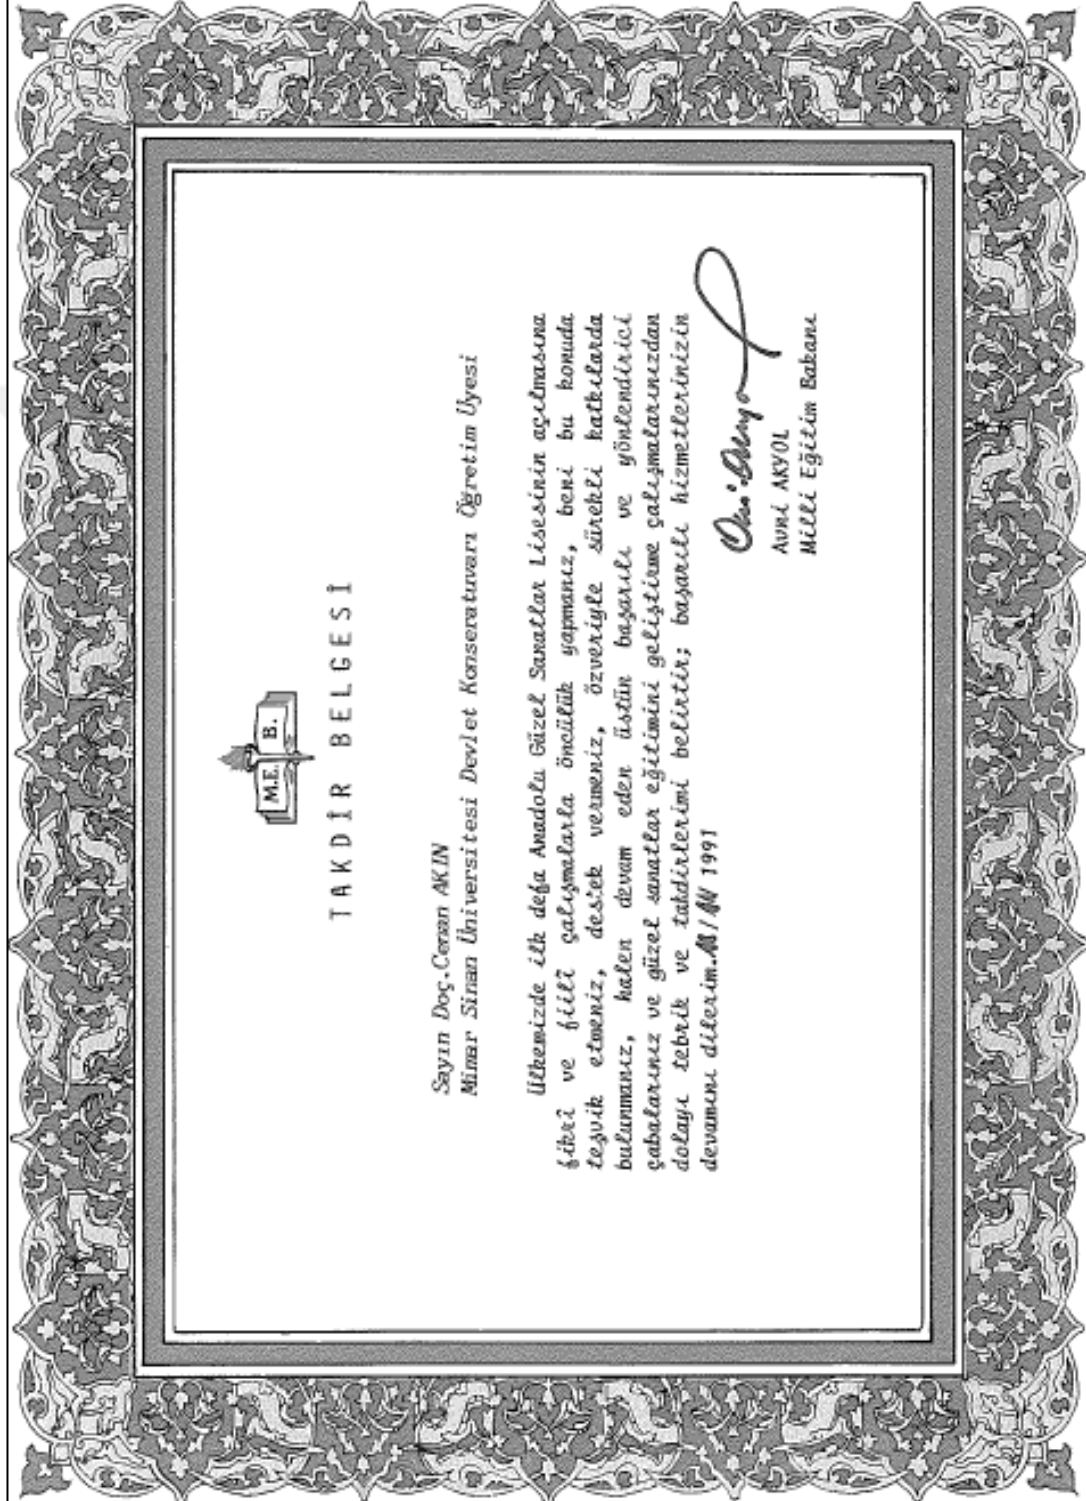 M.E. B.
TAKDİR BELGESİ
Sayın Doç.Cenan AKIN
Mimar Sinan Üniversitesi Devlet Konseratuvarı Öğretim Üyesi
Ülkemizde ilk defa Anadolu Güzel Sanatlar Lisesinin açılmasına
fikrî ve fiilî çalışmalarla öncülük yapmanız, beni bu konuda
teşvik etmeniz, destek vermeniz, özveriyle sürekli katkılarda
bulunmanız, halen devam eden üstün başarılı ve yönlendirici
çabalarınız ve güzel sanatlar eğitimini geliştirme çalışmalarınızdan
dolayı tebrik ve takdirlerimi belirtir; başarılı hizmetlerinizin
devamını dilerim. 1991
Avni AKYOL
Milli Eğitim Bakanı